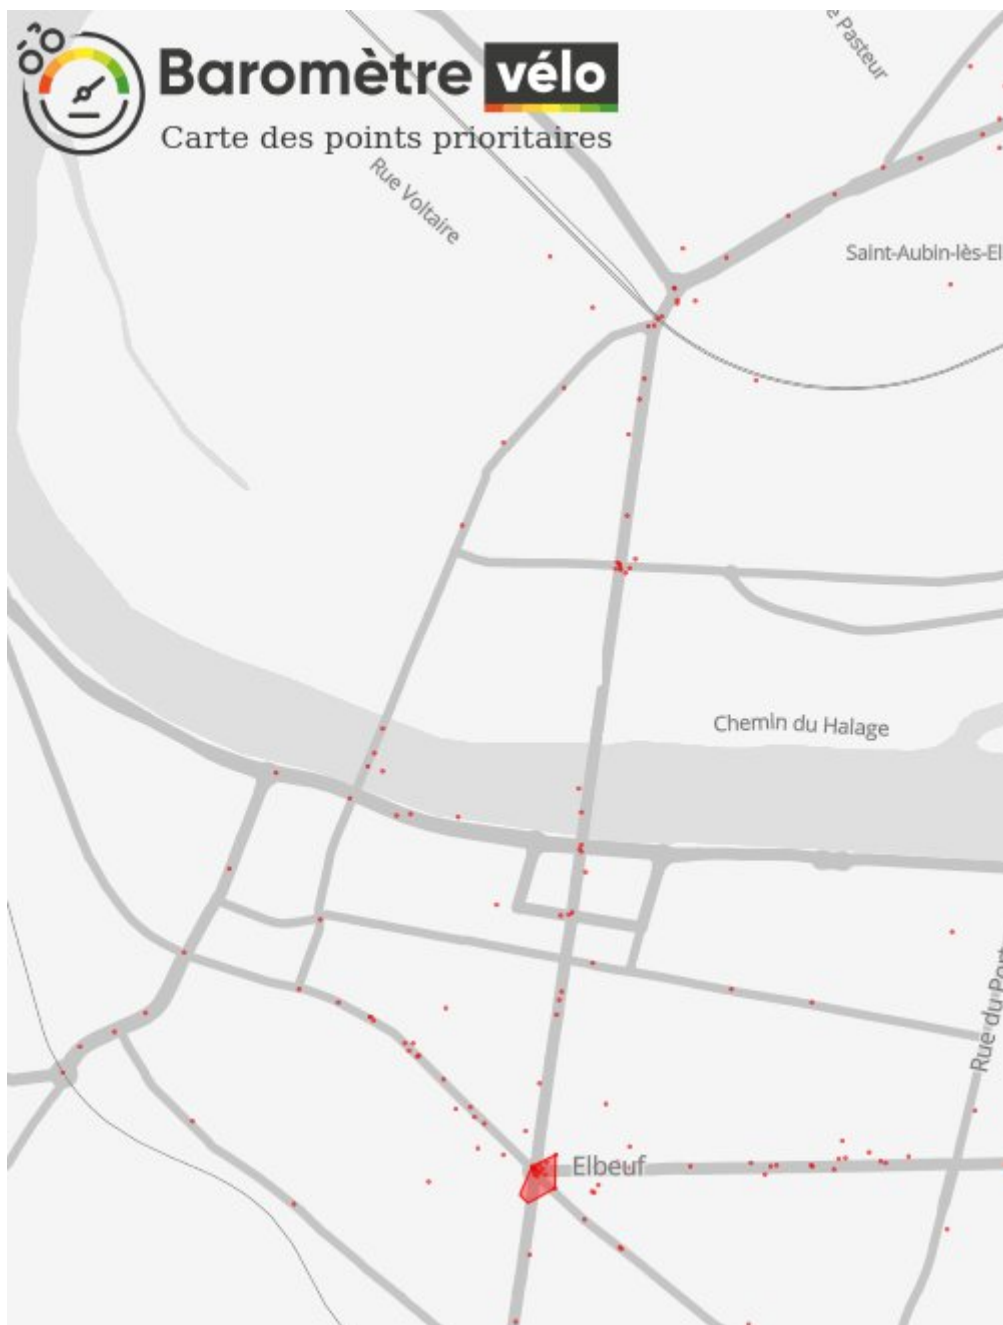 Baromètre vélo
Carte des points prioritaires
Pasteur
Rue Voltaire
Saint-Aubin-lès-El
Chemin du Halage
Rue du Port
Elbeuf